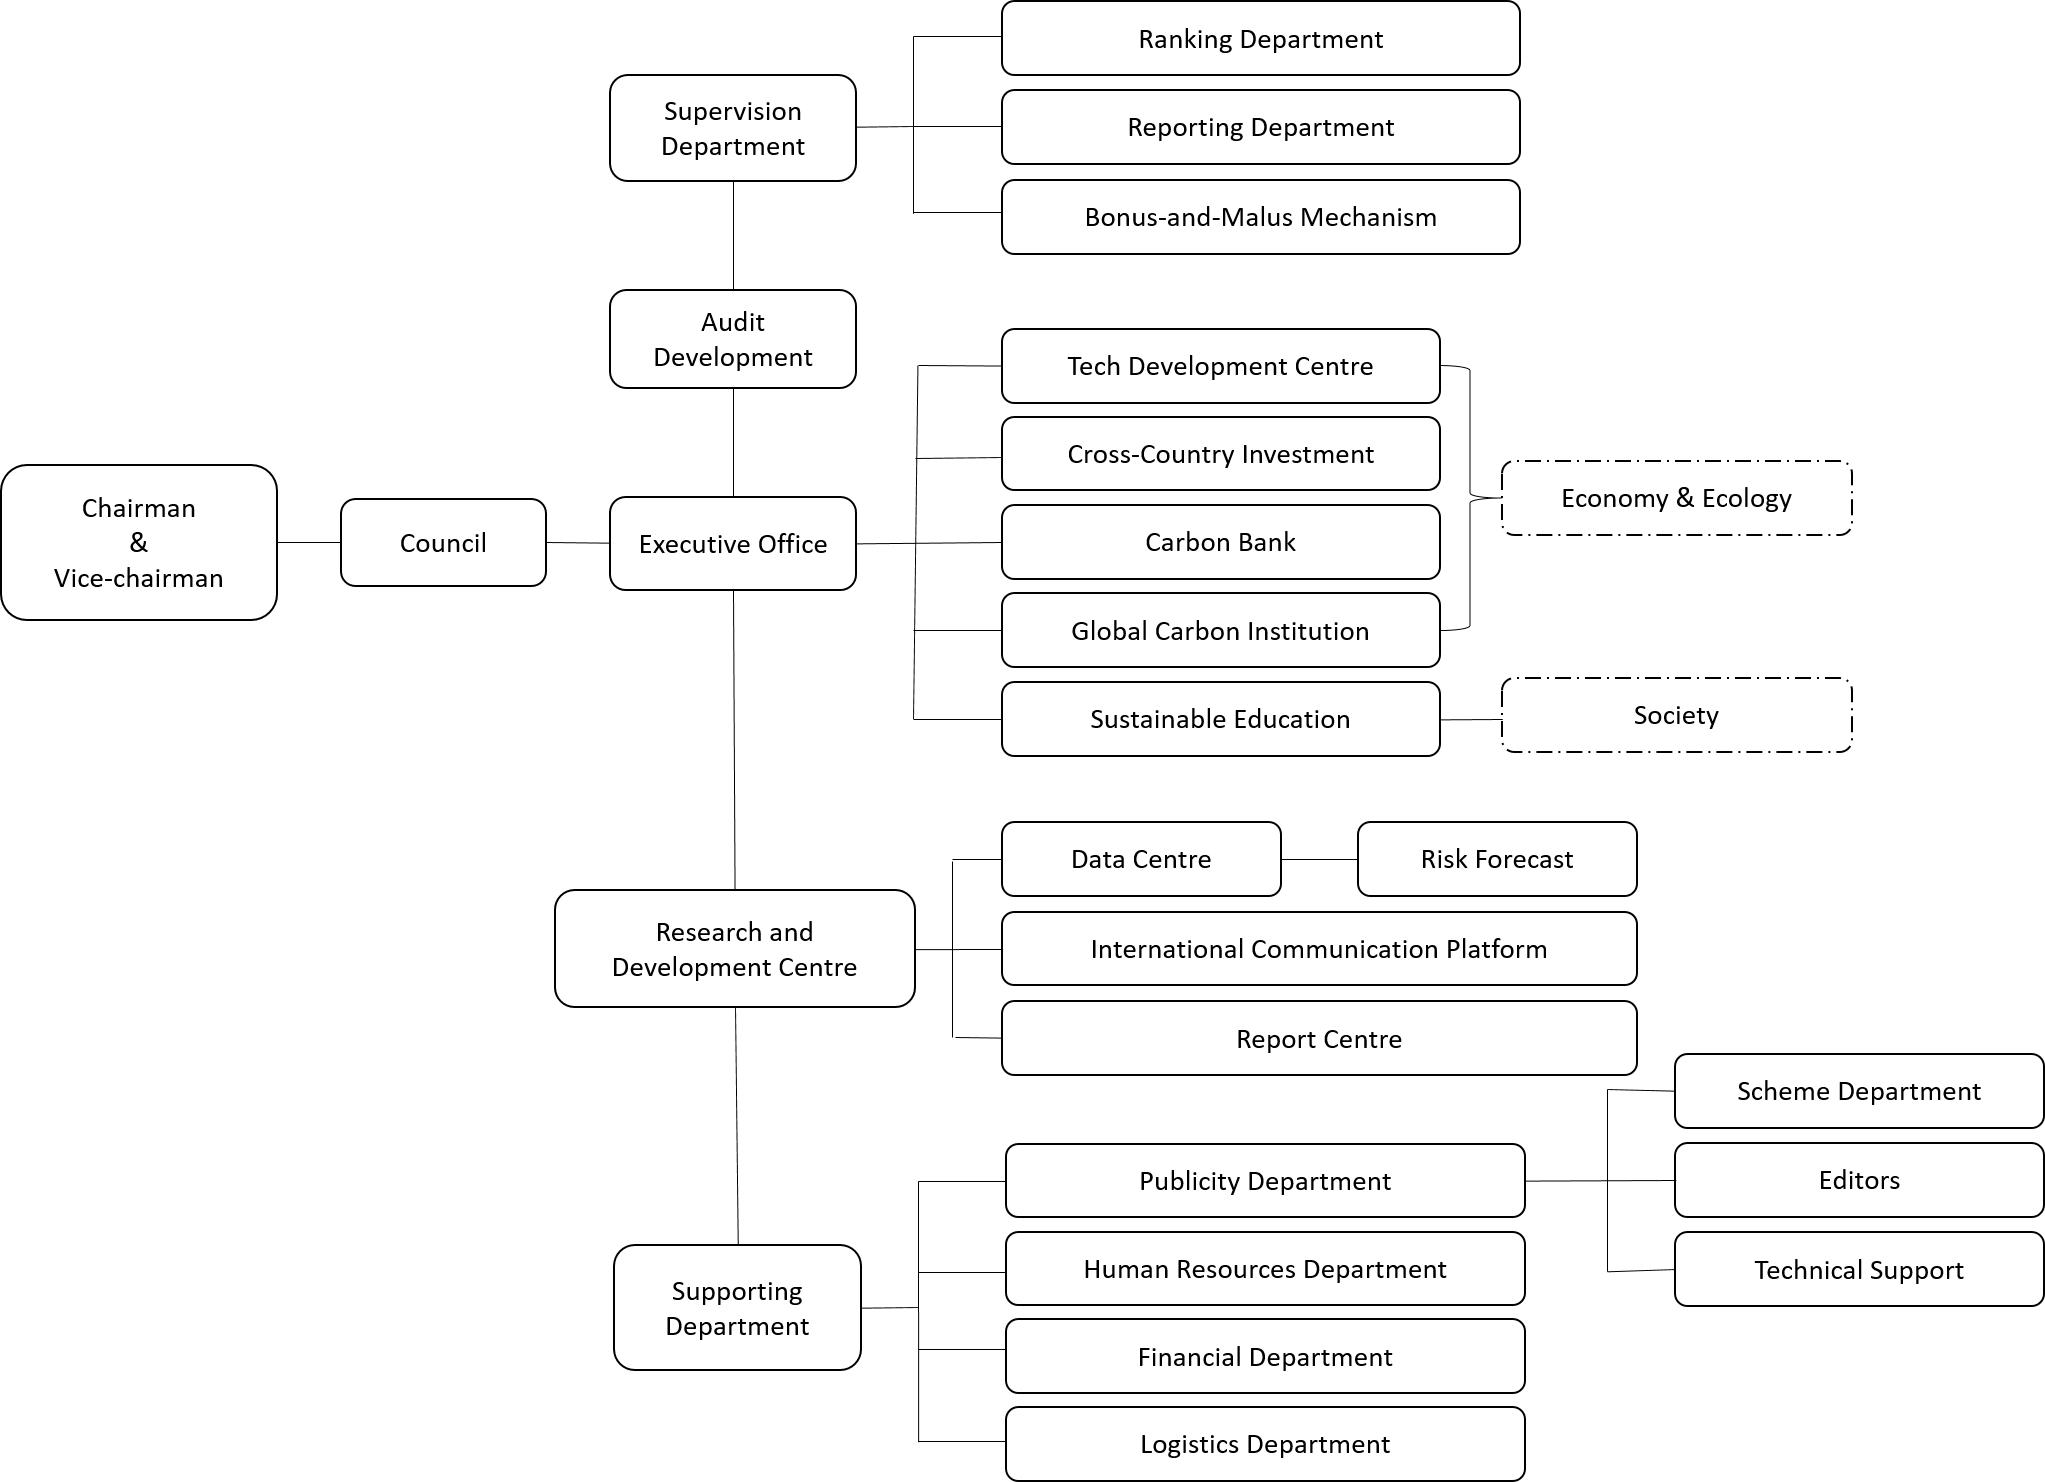 Ranking Department
Supervision
Department
Reporting Department
Bonus-and-Malus Mechanism
Audit
Development
Tech Development Centre
Cross-Country Investment
Economy & Ecology
Chairman
&
Vice-chairman
Council
Executive Office
Carbon Bank
Global Carbon Institution
Sustainable Education
Society
Data Centre
Risk Forecast
Research and
Development Centre
International Communication Platform
Report Centre
Scheme Department
Publicity Department
Editors
Human Resources Department
Technical Support
Supporting
Department
Financial Department
Logistics Department